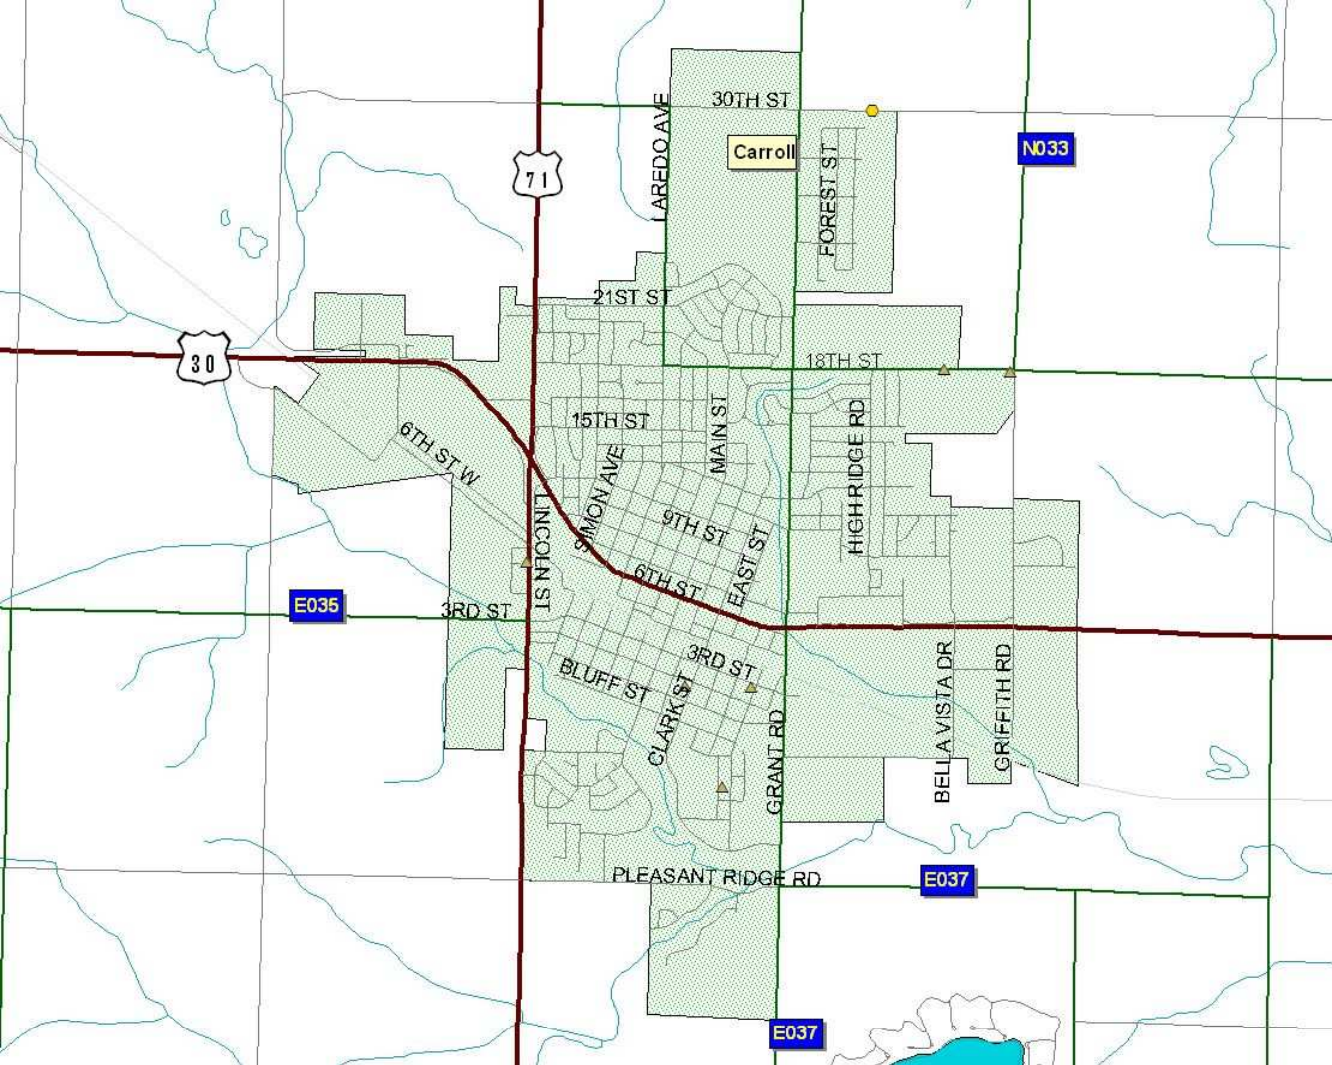 30TH ST
LAREDO AVE
Carroll
FOREST ST
N033
71
21ST ST
30
18TH ST
15TH ST
MAIN ST
HIGH RIDGE RD
6TH ST W
SIMON AVE
9TH ST
LINCOLN ST
EAST ST
6TH ST
E035
3RD ST
3RD ST
BLUFF ST
CLARK ST
GRANT RD
BELLA VISTA DR
GRIFFITH RD
PLEASANT RIDGE RD
E037
E037